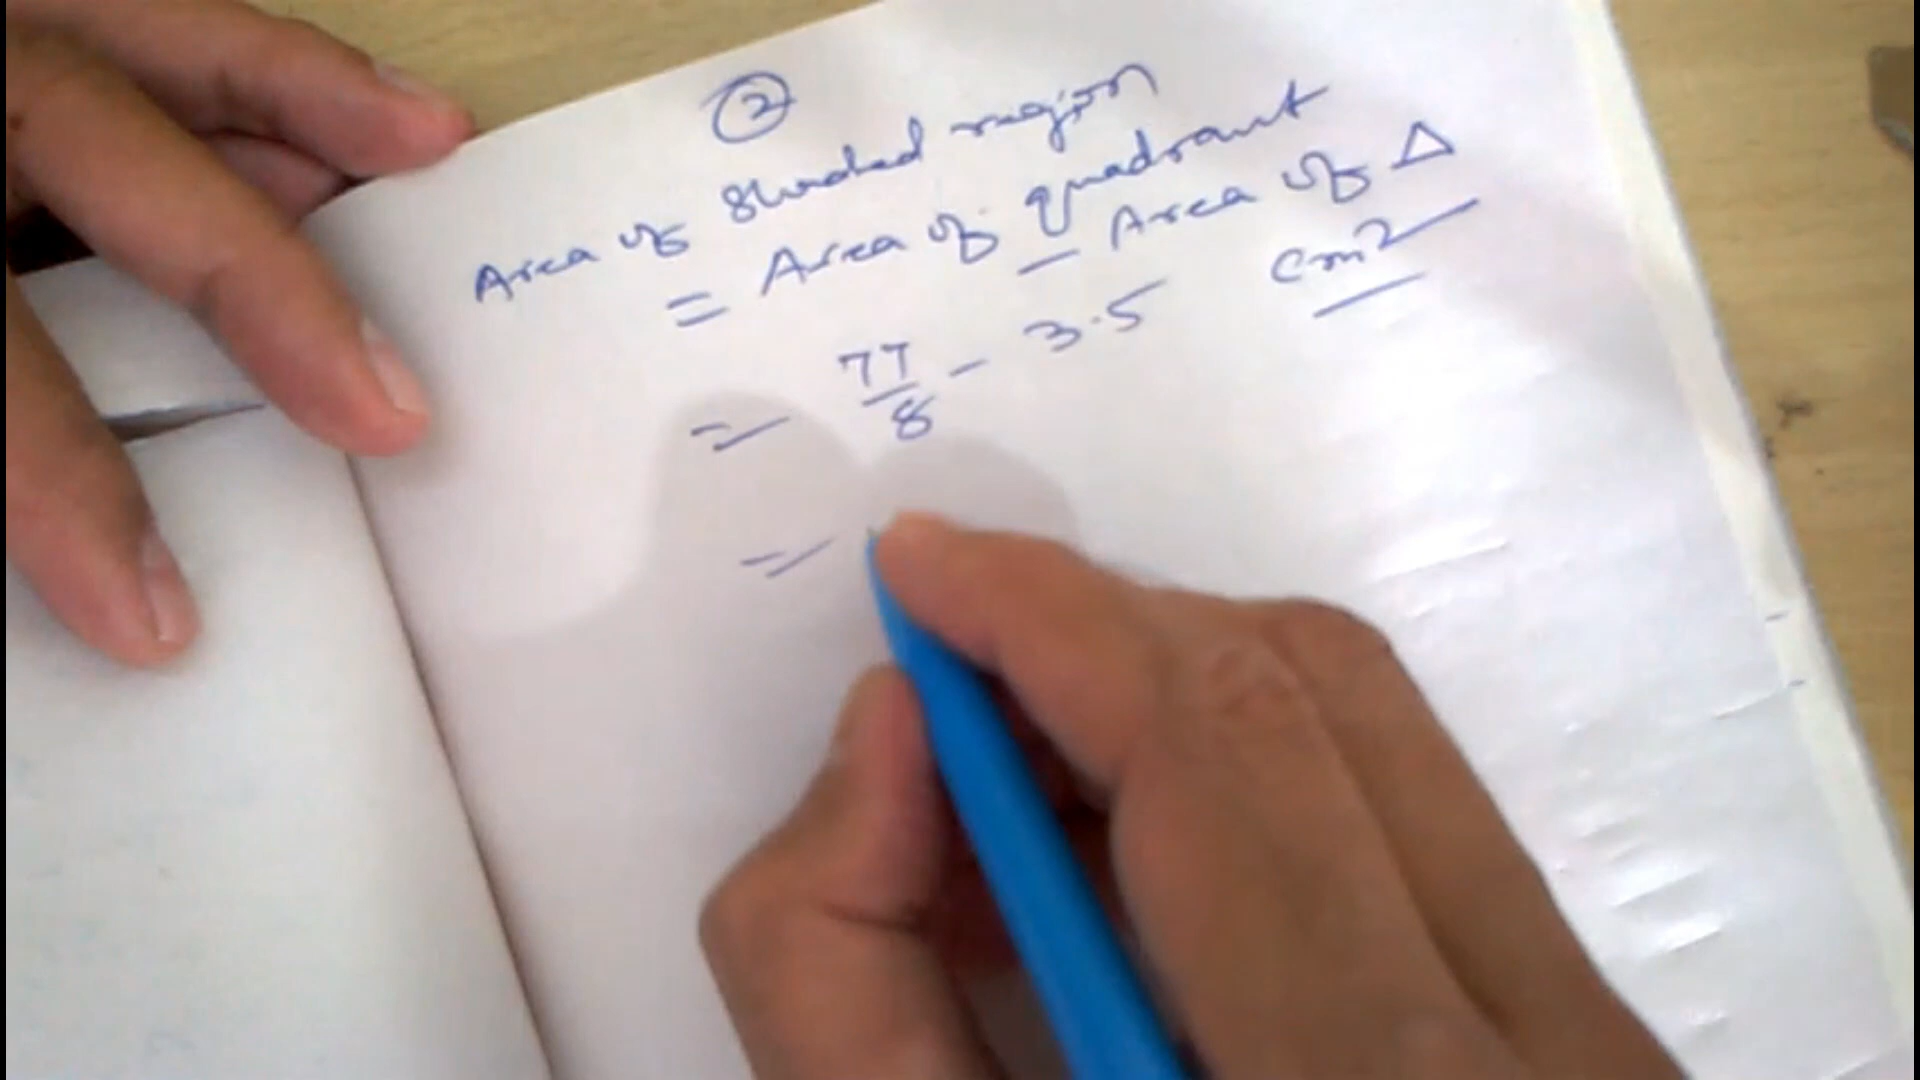 ②
Area of shaded region
= Area of quadrant
- Area of Δ
= 77/8 - 3.5 cm²
=